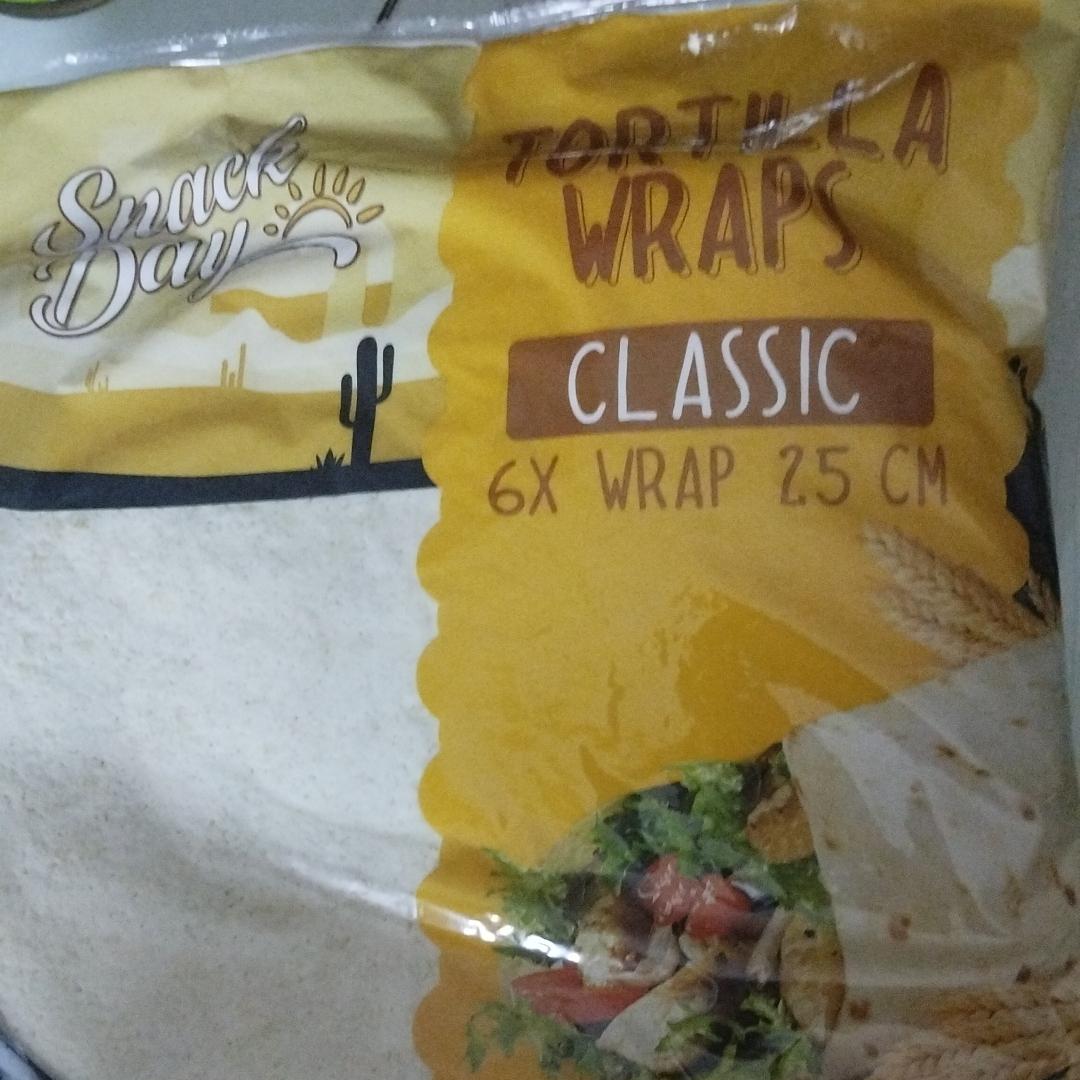 Snack
Day
TORTILLA
WRAPS
CLASSIC
6X WRAP 25 CM